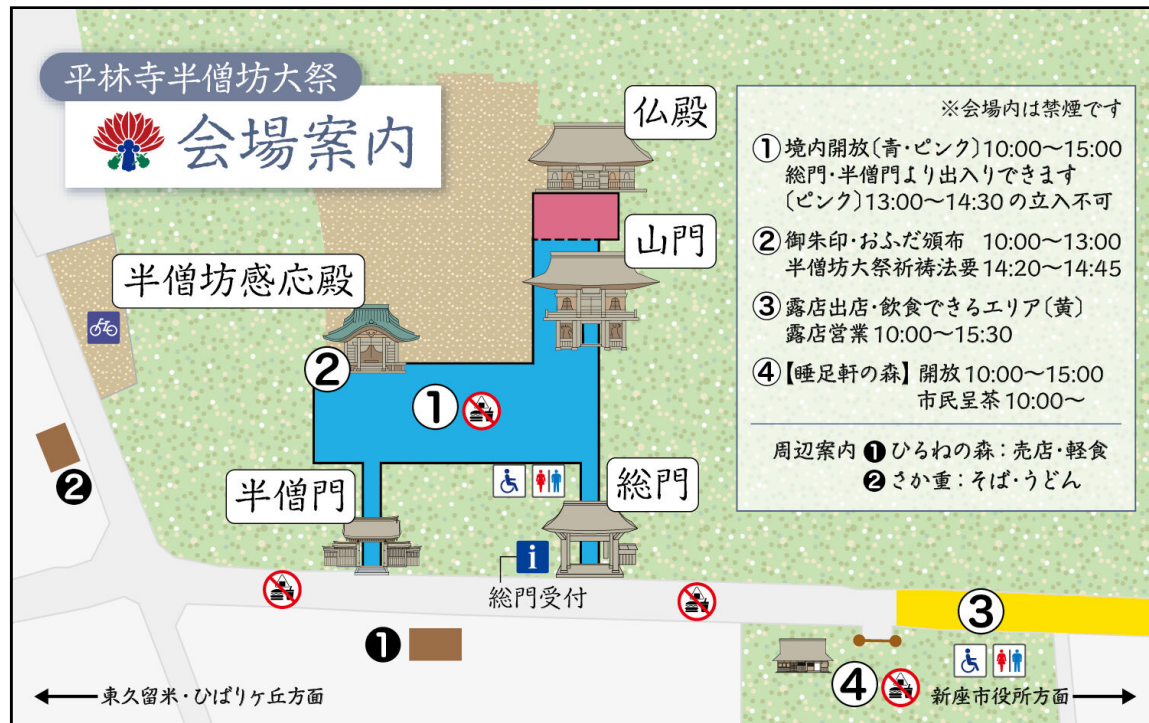 平林寺半僧坊大祭
会場案内
仏殿
山門
半僧坊感応殿
②
①
半僧門
総門
i
総門受付
❷
❶
③
④
← 東久留米・ひばりヶ丘方面
新座市役所方面 →
※会場内は禁煙です
① 境内開放〔青・ピンク〕10:00～15:00
総門・半僧門より出入りできます
〔ピンク〕13:00～14:30の立入不可
② 御朱印・おふだ頒布 10:00～13:00
半僧坊大祭祈祷法要 14:20～14:45
③ 露店出店・飲食できるエリア〔黄〕
露店営業 10:00～15:30
④【睡足軒の森】開放 10:00～15:00
市民呈茶 10:00～
周辺案内 ❶ ひるねの森：売店・軽食
❷ さか重：そば・うどん